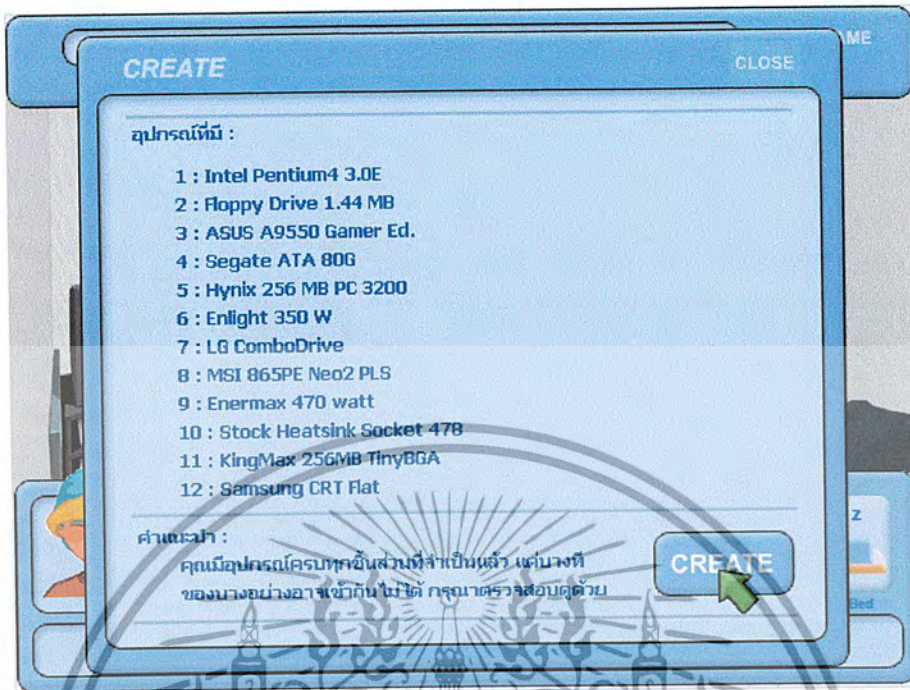 AME
CREATE
CLOSE
อุปกรณ์ที่มี :
1 : Intel Pentium4 3.0E
2 : Floppy Drive 1.44 MB
3 : ASUS A9550 Gamer Ed.
4 : Segate ATA 80G
5 : Hynix 256 MB PC 3200
6 : Enlight 350 W
7 : LG ComboDrive
8 : MSI 865PE Neo2 PLS
9 : Enermax 470 watt
10 : Stock Heatsink Socket 478
11 : KingMax 256MB TinyBGA
12 : Samsung CRT Flat
คำแนะนำ :
คุณมีอุปกรณ์ครบทุกชิ้นส่วนที่จำเป็นแล้ว แต่บางที
ของบางอย่างอาจเข้ากันไม่ได้ กรุณาตรวจสอบดูด้วย
CREATE
Z
Bed